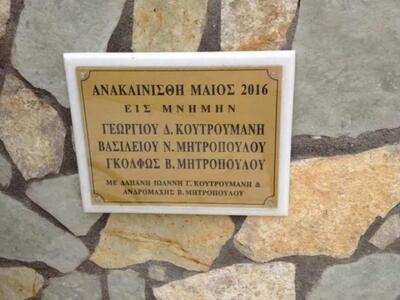 ΑΝΑΚΑΙΝΙΣΘΗ ΜΑΙΟΣ 2016
ΕΙΣ ΜΝΗΜΗΝ
ΓΕΩΡΓΙΟΥ Δ. ΚΟΥΤΡΟΥΜΑΝΗ
ΒΑΣΙΛΕΙΟΥ Ν. ΜΗΤΡΟΠΟΥΛΟΥ
ΓΚΟΛΦΩΣ Β. ΜΗΤΡΟΠΟΥΛΟΥ
ΜΕ ΔΑΠΑΝΗ ΙΩΑΝΝΗ Γ. ΚΟΥΤΡΟΥΜΑΝΗ &
ΑΝΔΡΟΜΑΧΗΣ Β. ΜΗΤΡΟΠΟΥΛΟΥ